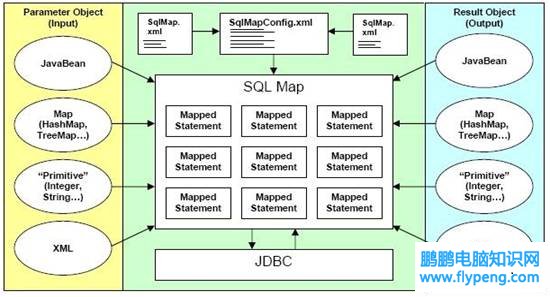 Parameter Object
(Input)
JavaBean
Map
(HashMap,
TreeMap...)
“Primitive”
(Integer,
String...)
XML
SqlMap.
xml
SqlMapConfig.xml
SqlMap.
xml
SQL Map
Mapped
Statement
Mapped
Statement
Mapped
Statement
Mapped
Statement
Mapped
Statement
Mapped
Statement
Mapped
Statement
Mapped
Statement
Mapped
Statement
JDBC
Result Object
(Output)
JavaBean
Map
(HashMap,
TreeMap...)
“Primitive”
(Integer,
String...)
鹏鹏电脑知识网
www.flypeng.com